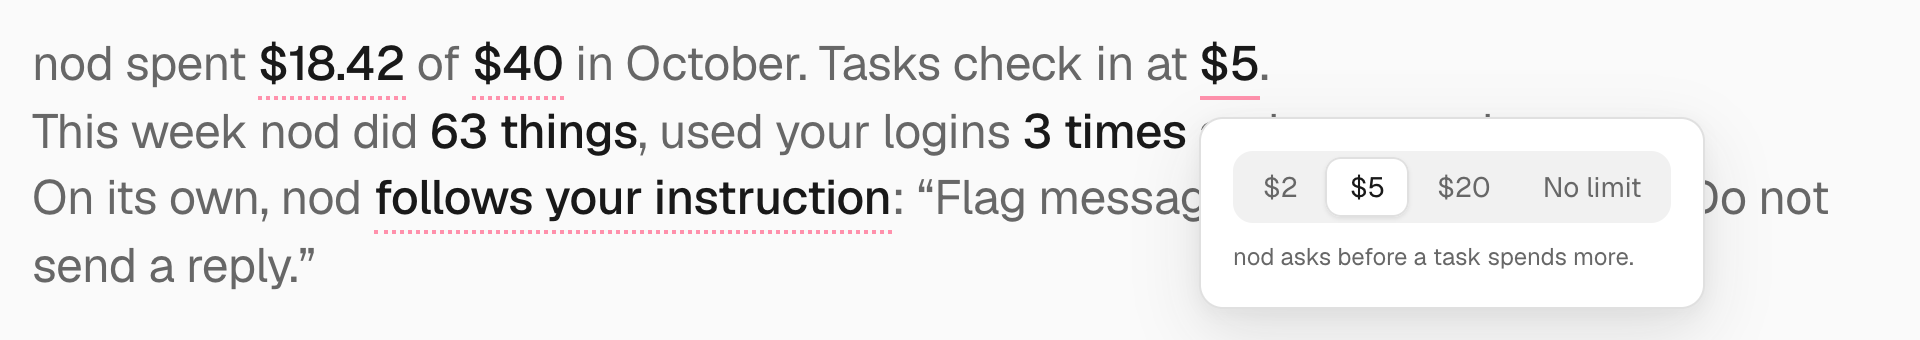 nod spent $18.42 of $40 in October. Tasks check in at $5.
This week nod did 63 things, used your logins 3 times
On its own, nod follows your instruction: “Flag messag Do not
send a reply.”
$2 $5 $20 No limit
nod asks before a task spends more.